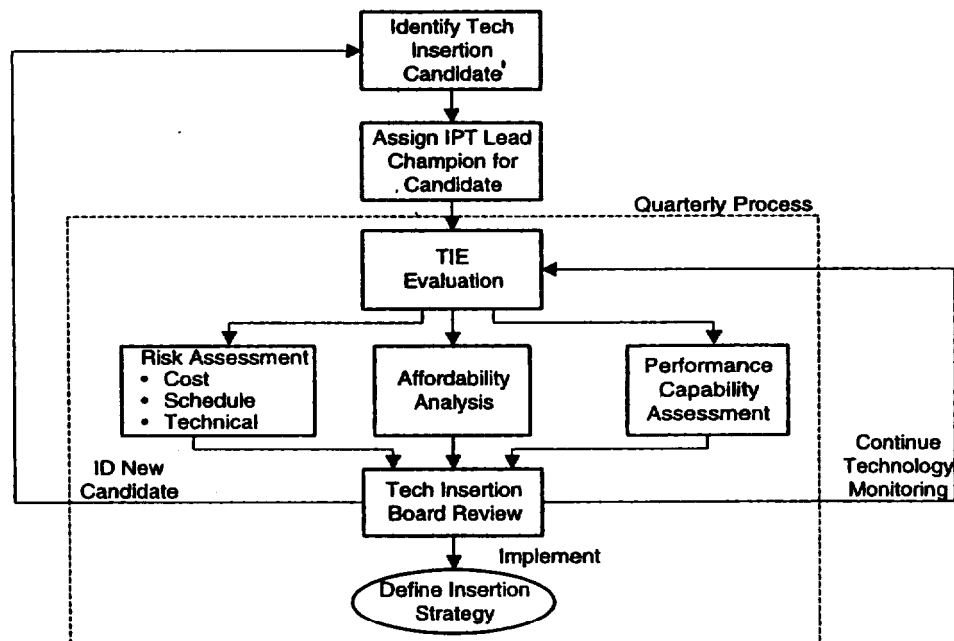 Identify Tech
Insertion
Candidate
Assign IPT Lead
Champion for
Candidate
Quarterly Process
TIE
Evaluation
Risk Assessment
• Cost
• Schedule
• Technical
Affordability
Analysis
Performance
Capability
Assessment
ID New
Candidate
Tech Insertion
Board Review
Continue
Technology
Monitoring
Implement
Define Insertion
Strategy